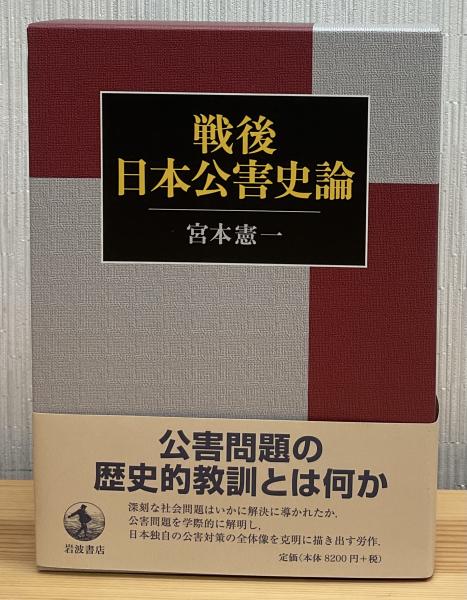 戦後
日本公害史論
宮本憲一
公害問題の
歴史的教訓とは何か
深刻な社会問題はいかに解決に導かれたか．
公害問題を学際的に解明し，
日本独自の公害対策の全体像を克明に描き出す労作．
岩波書店
定価（本体 8200円＋税）